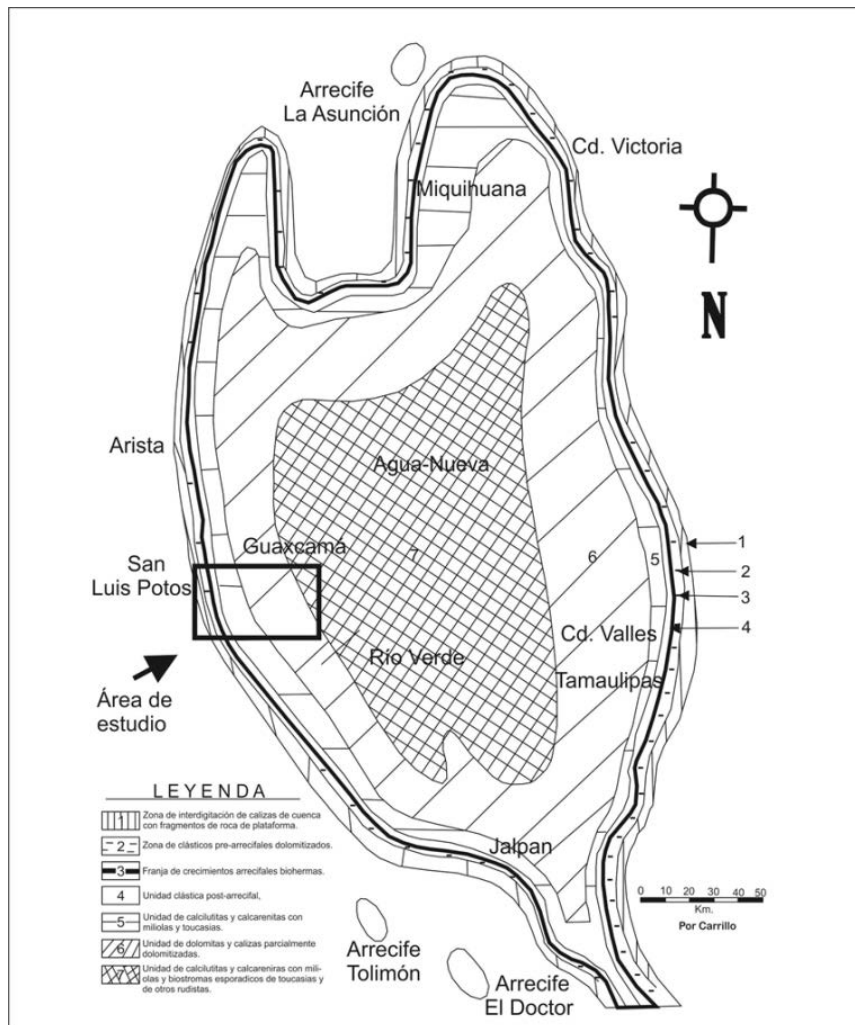 Arrecife
La Asunción
Cd. Victoria
Miquihuana
N
Arista
Agua-Nueva
Guaxcamá
San
Luis Potos
7
6
5
1
2
3
4
Cd. Valles
Río Verde
Tamaulipas
Área de
estudio
LEYENDA
1 Zona de interdigitación de calizas de cuenca
con fragmentos de roca de plataforma.
2 Zona de clásticos pre-arrecifales dolomitizados.
3 Franja de crecimientos arrecifales biohermas.
4 Unidad clástica post-arrecifal,
5 Unidad de calcilutitas y calcarenitas con
miliolas y toucasias.
6 Unidad de dolomitas y calizas parcialmente
dolomitizadas.
7 Unidad de calcilutitas y calcareniras con mili-
olas y biostromas esporadicos de toucasias y
de otros rudistas.
Jalpan
0 10 20 30 40 50
Km.
Por Carrillo
Arrecife
Tolimón
Arrecife
El Doctor